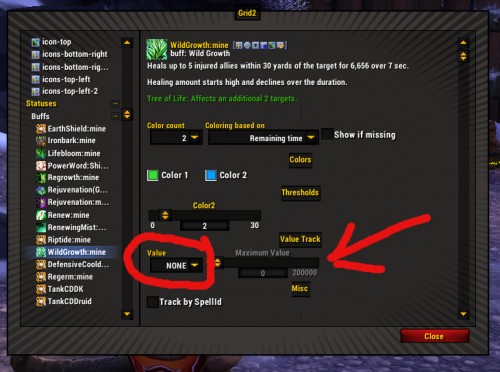 Grid2
icon-top
icons-bottom-right
icons-bottom-rig...
icons-top-left
icons-top-left-2
Statuses
Buffs
EarthShield:mine
Ironbark:mine
Lifebloom:mine
PowerWord:Shi...
Regrowth:mine
Rejuvenation(G...
Rejuvenation:m...
Renew:mine
RenewingMist:...
Riptide:mine
WildGrowth:mine
DefensiveCoold...
Regerm:mine
TankCDDK
TankCDDruid
WildGrowth:mine
buff: Wild Growth
Heals up to 5 injured allies within 30 yards of the target for 6,656 over 7 sec.
Healing amount starts high and declines over the duration.
Tree of Life: Affects an additional 2 targets.
Color count Coloring based on
2 Remaining time Show if missing
Colors
Color 1 Color 2
Thresholds
Color2
0 2 30
Value Track
Value Maximum Value
NONE 0 200000
Misc
Track by SpellId
Close